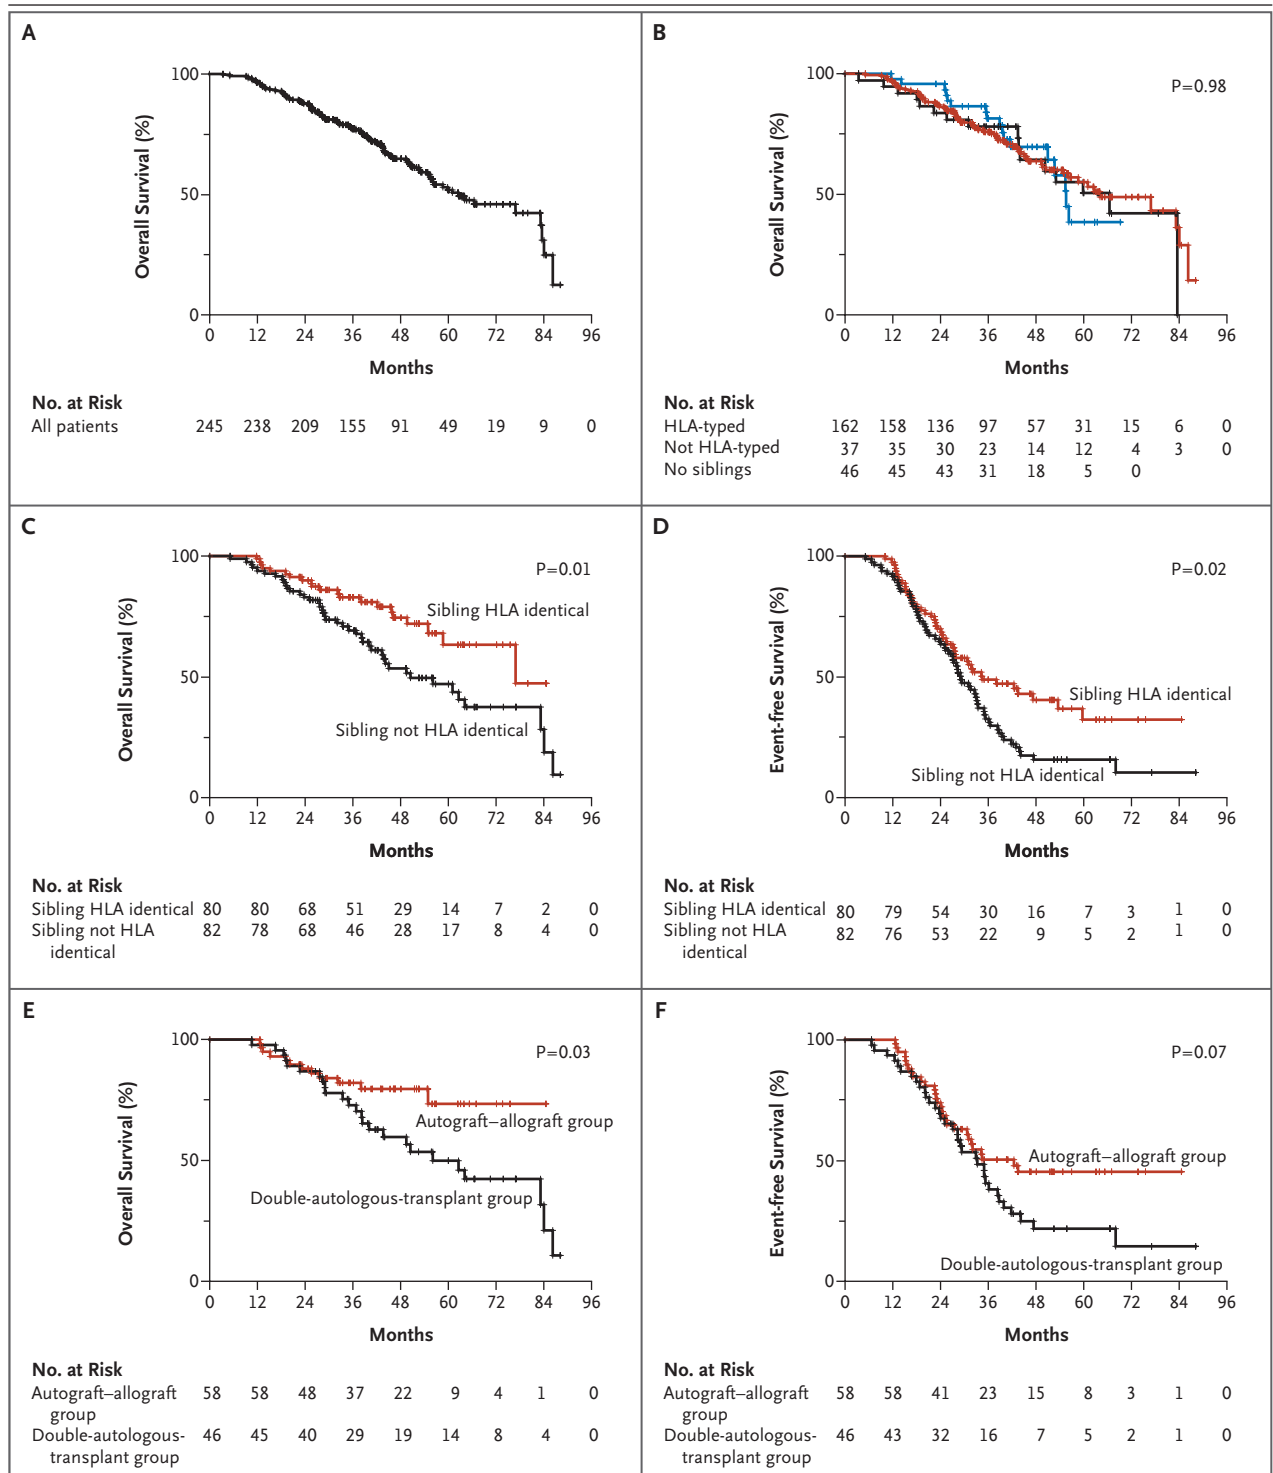 A
100
50
0
Overall Survival (%)
0 12 24 36 48 60 72 84 96
Months
No. at Risk
All patients 245 238 209 155 91 49 19 9 0
B
P=0.98
100
50
0
Overall Survival (%)
0 12 24 36 48 60 72 84 96
Months
No. at Risk
HLA-typed 162 158 136 97 57 31 15 6 0
Not HLA-typed 37 35 30 23 14 12 4 3 0
No siblings 46 45 43 31 18 5 0
C
P=0.01
100
50
0
Overall Survival (%)
Sibling HLA identical
Sibling not HLA identical
0 12 24 36 48 60 72 84 96
Months
No. at Risk
Sibling HLA identical 80 80 68 51 29 14 7 2 0
Sibling not HLA 82 78 68 46 28 17 8 4 0
identical
D
P=0.02
100
50
0
Event-free Survival (%)
Sibling HLA identical
Sibling not HLA identical
0 12 24 36 48 60 72 84 96
Months
No. at Risk
Sibling HLA identical 80 79 54 30 16 7 3 1 0
Sibling not HLA 82 76 53 22 9 5 2 1 0
identical
E
P=0.03
100
50
0
Overall Survival (%)
Autograft–allograft group
Double-autologous-transplant group
0 12 24 36 48 60 72 84 96
Months
No. at Risk
Autograft–allograft 58 58 48 37 22 9 4 1 0
group
Double-autologous- 46 45 40 29 19 14 8 4 0
transplant group
F
P=0.07
100
50
0
Event-free Survival (%)
Autograft–allograft group
Double-autologous-transplant group
0 12 24 36 48 60 72 84 96
Months
No. at Risk
Autograft–allograft 58 58 41 23 15 8 3 1 0
group
Double-autologous- 46 43 32 16 7 5 2 1 0
transplant group